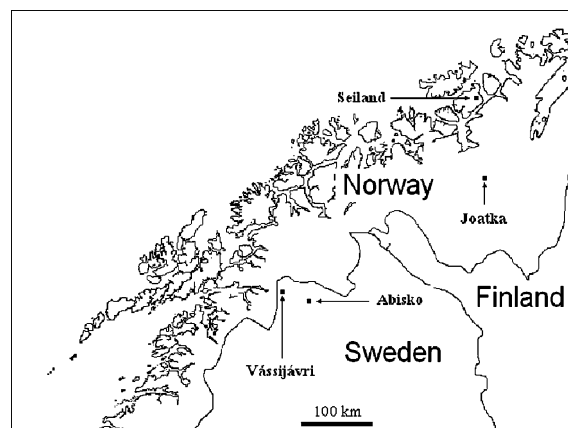 Seiland
Norway
Joatka
Finland
Abisko
Sweden
Vássijávri
100 km